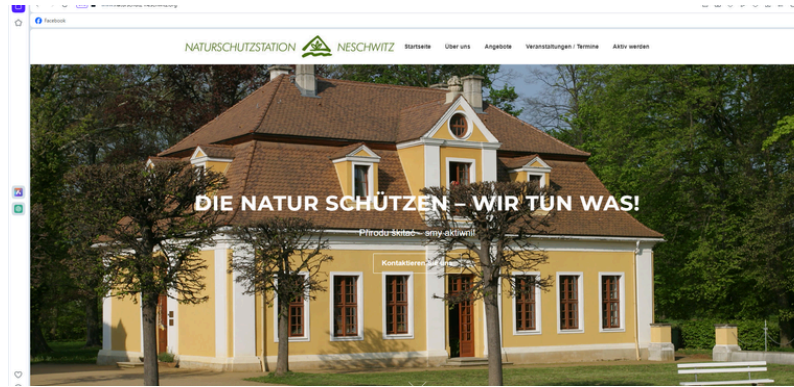 Facebook
NATURSCHUTZSTATION NESCHWITZ Startseite Über uns Angebote Veranstaltungen / Termine Aktiv werden
DIE NATUR SCHÜTZEN – WIR TUN WAS!
Přirodu škitać – smy aktiwni!
Kontaktieren Sie uns